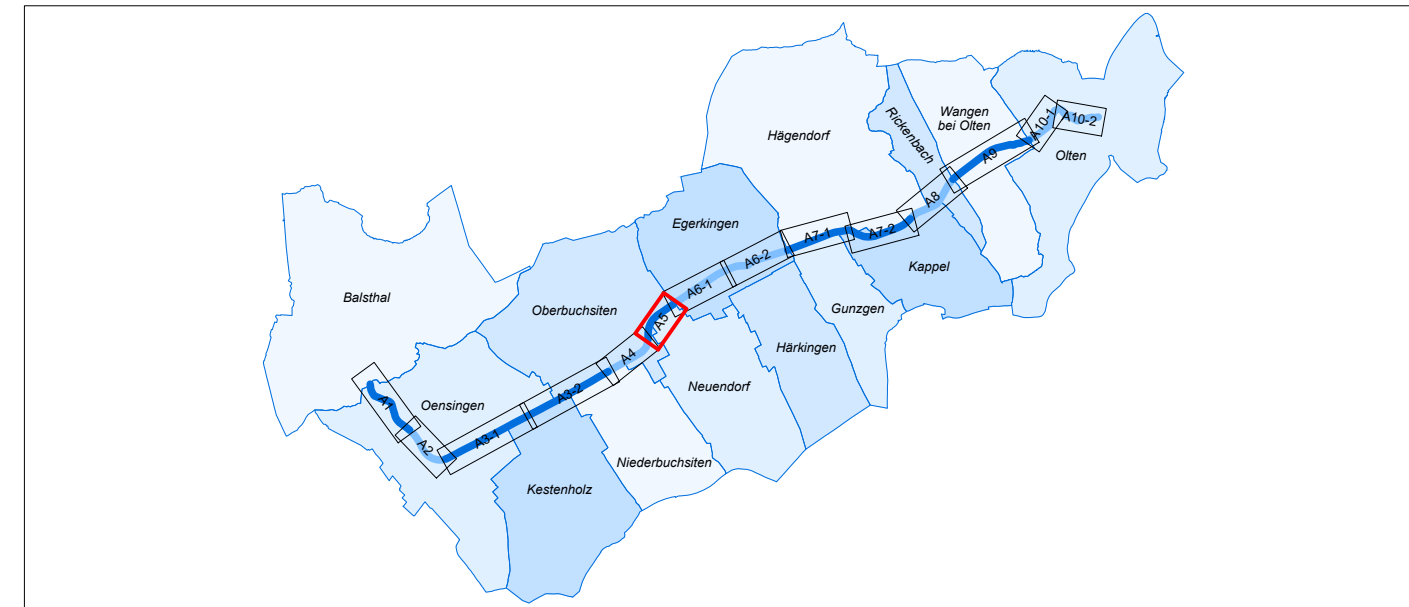 Balsthal
Oensingen
Kestenholz
Oberbuchsiten
Niederbuchsiten
Egerkingen
Neuendorf
Härkingen
Hägendorf
Gunzgen
Kappel
Rickenbach
Wangen
bei Olten
Olten
A1
A2
A3-1
A3-2
A4
A5
A6-1
A6-2
A7-1
A7-2
A8
A9
A10-1
A10-2